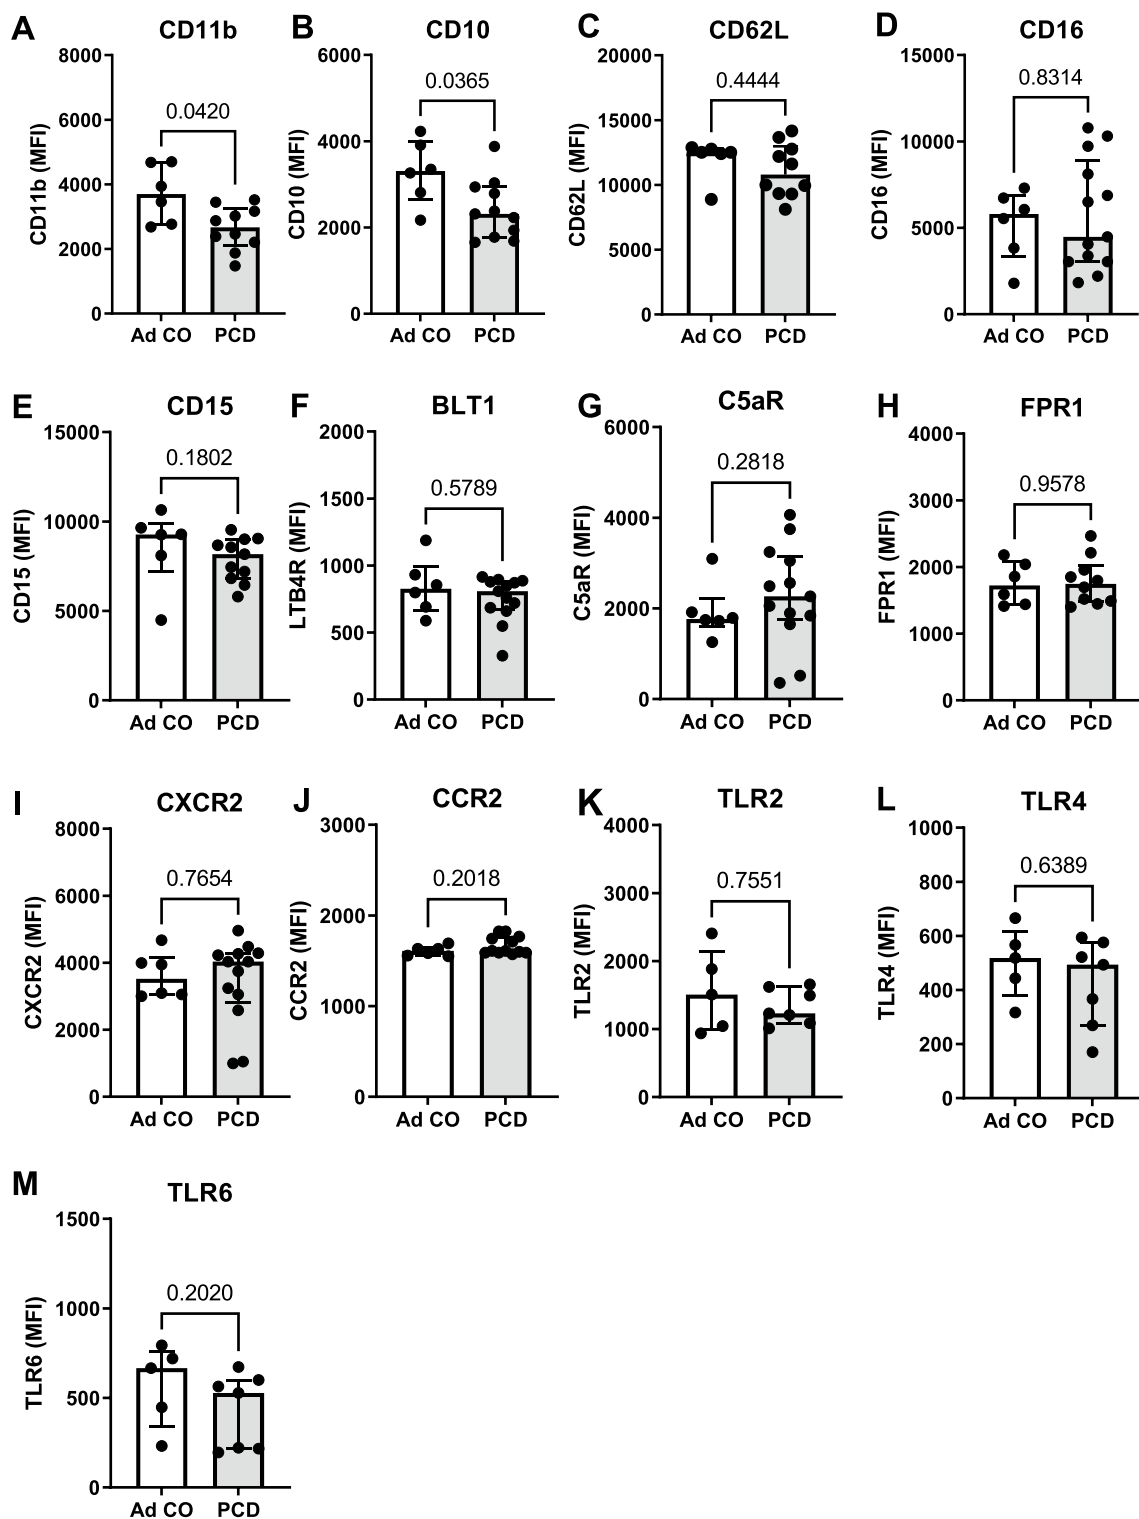 A CD11b
CD11b (MFI)
8000
6000
4000
2000
0
0.0420
Ad CO PCD
B CD10
CD10 (MFI)
6000
4000
2000
0
0.0365
Ad CO PCD
C CD62L
CD62L (MFI)
20000
15000
10000
5000
0
0.4444
Ad CO PCD
D CD16
CD16 (MFI)
15000
10000
5000
0
0.8314
Ad CO PCD
E CD15
CD15 (MFI)
15000
10000
5000
0
0.1802
Ad CO PCD
F BLT1
LTB4R (MFI)
2000
1500
1000
500
0
0.5789
Ad CO PCD
G C5aR
C5aR (MFI)
6000
4000
2000
0
0.2818
Ad CO PCD
H FPR1
FPR1 (MFI)
4000
3000
2000
1000
0
0.9578
Ad CO PCD
I CXCR2
CXCR2 (MFI)
8000
6000
4000
2000
0
0.7654
Ad CO PCD
J CCR2
CCR2 (MFI)
3000
2000
1000
0
0.2018
Ad CO PCD
K TLR2
TLR2 (MFI)
4000
3000
2000
1000
0
0.7551
Ad CO PCD
L TLR4
TLR4 (MFI)
1000
800
600
400
200
0
0.6389
Ad CO PCD
M TLR6
TLR6 (MFI)
1500
1000
500
0
0.2020
Ad CO PCD